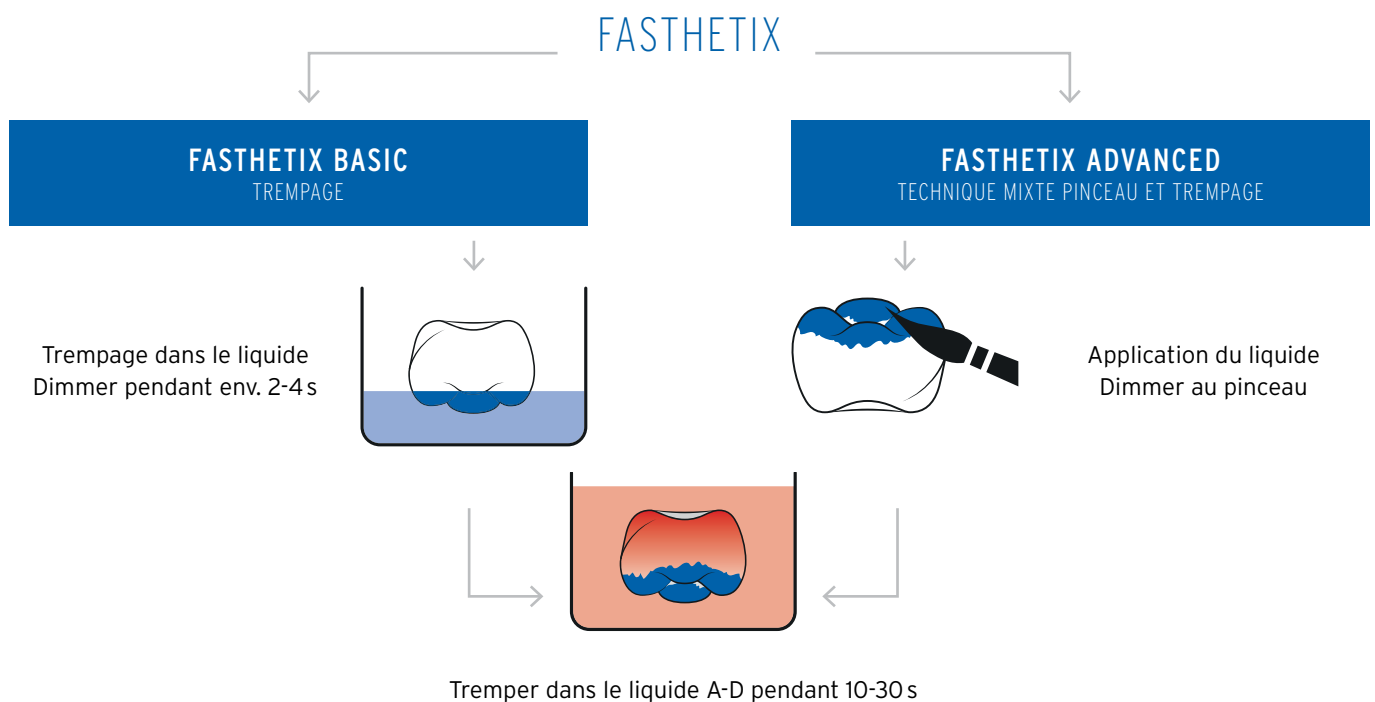 FASTHETIX
FASTHETIX BASIC
TREMPAGE
FASTHETIX ADVANCED
TECHNIQUE MIXTE PINCEAU ET TREMPAGE
Trempage dans le liquide
Dimmer pendant env. 2-4 s
Application du liquide
Dimmer au pinceau
Tremper dans le liquide A-D pendant 10-30 s